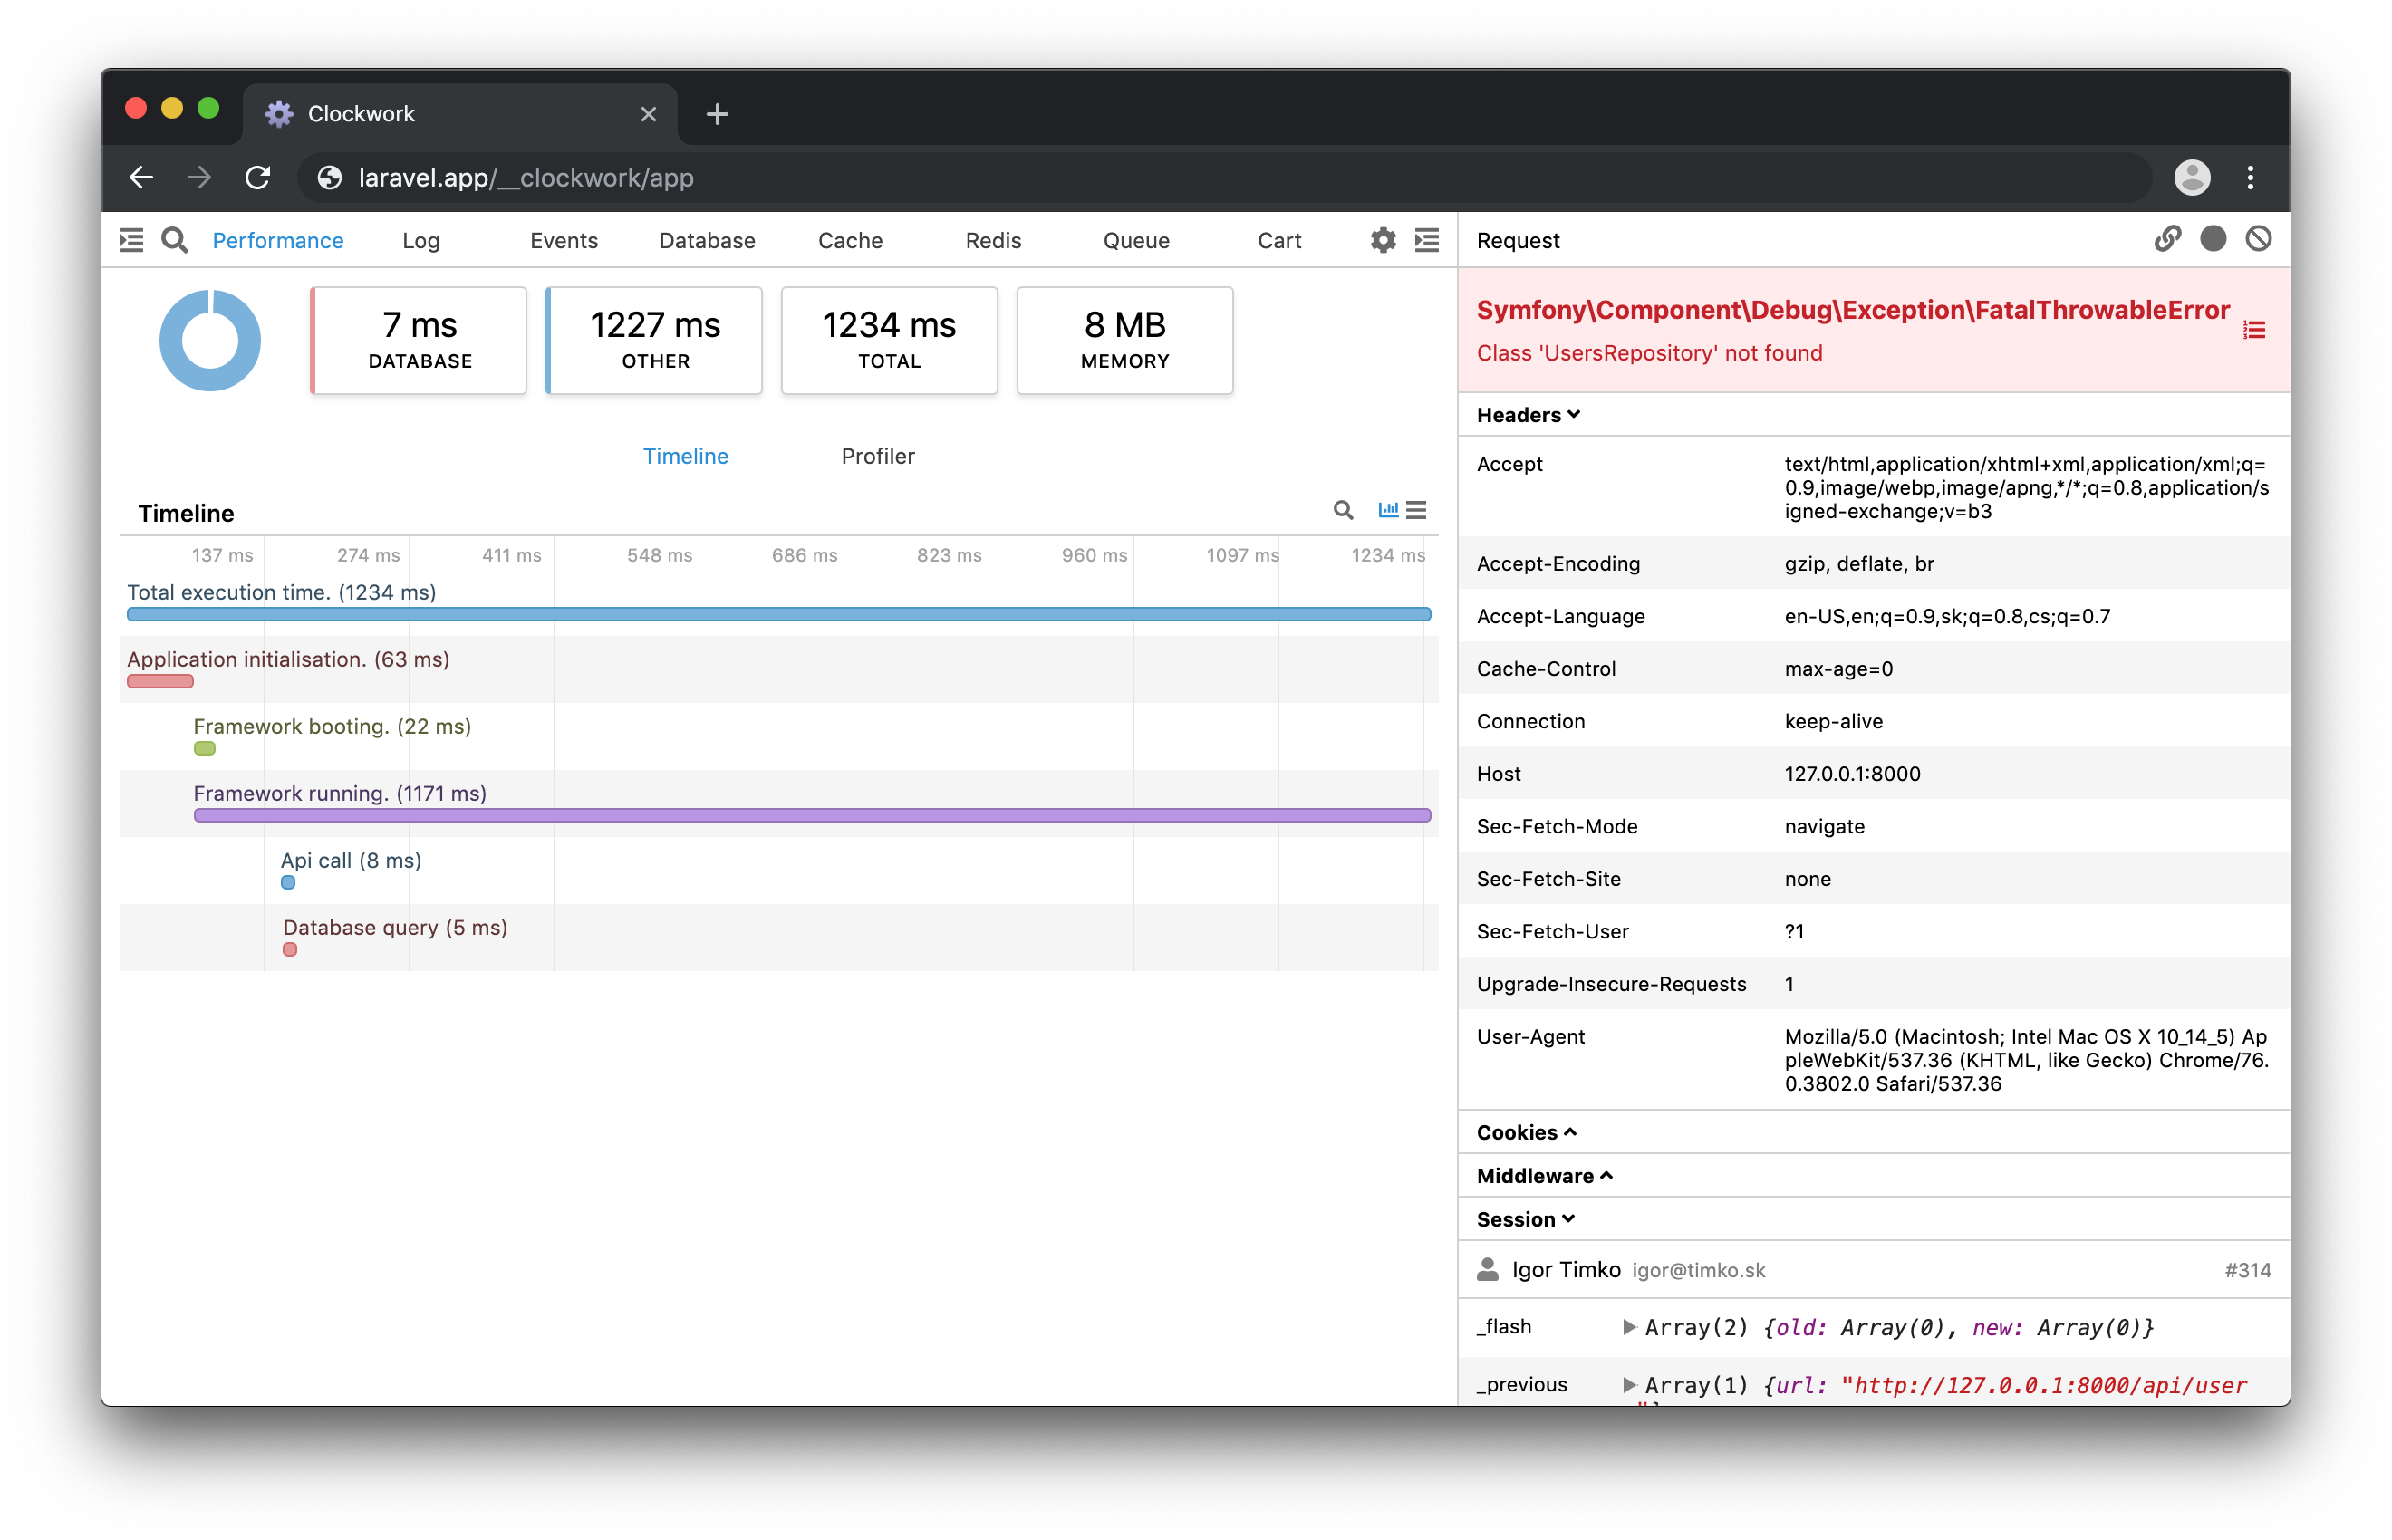 Clockwork
laravel.app/__clockwork/app
Performance Log Events Database Cache Redis Queue Cart
7 ms
DATABASE
1227 ms
OTHER
1234 ms
TOTAL
8 MB
MEMORY
Timeline Profiler
Timeline
137 ms 274 ms 411 ms 548 ms 686 ms 823 ms 960 ms 1097 ms 1234 ms
Total execution time. (1234 ms)
Application initialisation. (63 ms)
Framework booting. (22 ms)
Framework running. (1171 ms)
Api call (8 ms)
Database query (5 ms)
Request
Symfony\Component\Debug\Exception\FatalThrowableError
Class 'UsersRepository' not found
Headers
Accept text/html,application/xhtml+xml,application/xml;q=
0.9,image/webp,image/apng,*/*;q=0.8,application/s
igned-exchange;v=b3
Accept-Encoding gzip, deflate, br
Accept-Language en-US,en;q=0.9,sk;q=0.8,cs;q=0.7
Cache-Control max-age=0
Connection keep-alive
Host 127.0.0.1:8000
Sec-Fetch-Mode navigate
Sec-Fetch-Site none
Sec-Fetch-User ?1
Upgrade-Insecure-Requests 1
User-Agent Mozilla/5.0 (Macintosh; Intel Mac OS X 10_14_5) Ap
pleWebKit/537.36 (KHTML, like Gecko) Chrome/76.
0.3802.0 Safari/537.36
Cookies
Middleware
Session
Igor Timko igor@timko.sk #314
_flash Array(2) {old: Array(0), new: Array(0)}
_previous Array(1) {url: "http://127.0.0.1:8000/api/user
"}